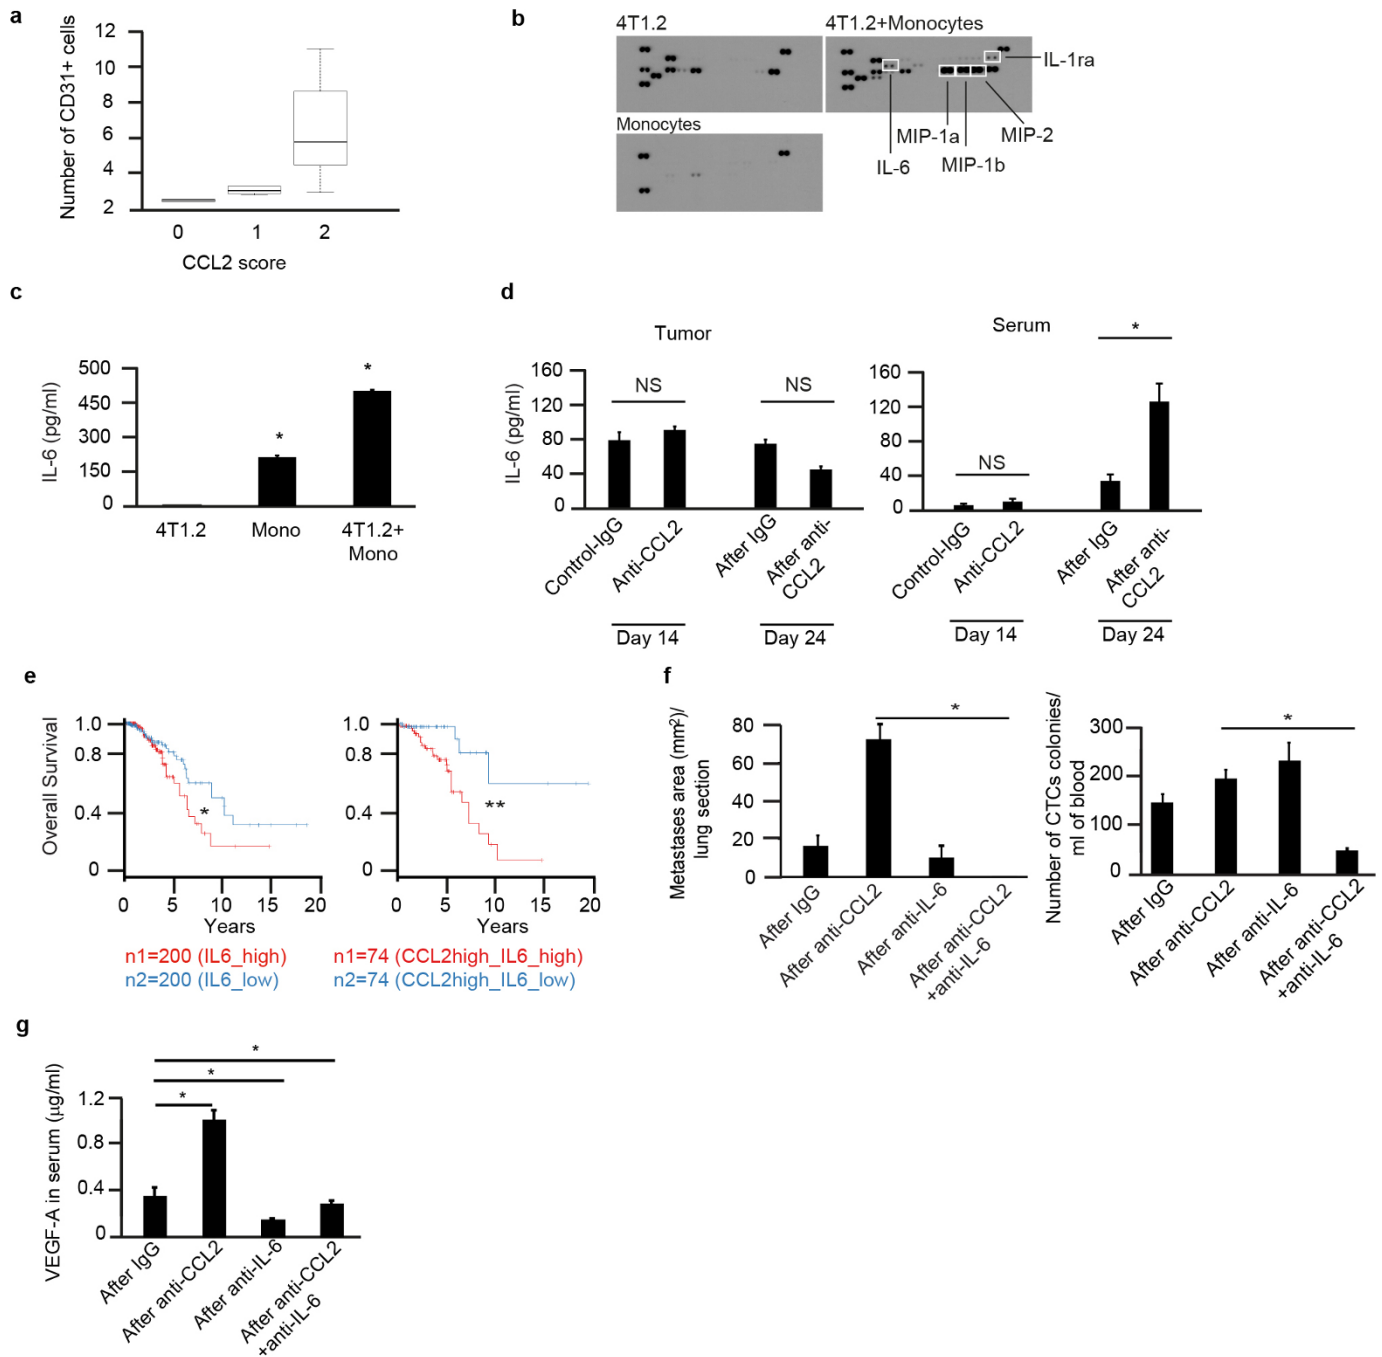 a
Number of CD31+ cells
12
10
8
6
4
2
0 1 2
CCL2 score
b
4T1.2
4T1.2+Monocytes
IL-1ra
MIP-2
MIP-1a
MIP-1b
IL-6
Monocytes
c
IL-6 (pg/ml)
500
450
300
150
0
*
*
4T1.2 Mono 4T1.2+
Mono
d
Tumor
IL-6 (pg/ml)
160
120
80
40
0
NS NS
Control-IgG
Anti-CCL2
After IgG
After anti-
CCL2
Day 14 Day 24
Serum
160
120
80
40
0
NS
*
Control-IgG
Anti-CCL2
After IgG
After anti-
CCL2
Day 14 Day 24
e
Overall Survival
1.0
0.8
0.4
0
*
0 5 10 15 20
Years
n1=200 (IL6_high)
n2=200 (IL6_low)
1.0
0.8
0.4
0
**
0 5 10 15 20
Years
n1=74 (CCL2high_IL6_high)
n2=74 (CCL2high_IL6_low)
f
Metastases area (mm²)/
lung section
80
60
40
20
0
*
After IgG
After anti-CCL2
After anti-IL-6
After anti-CCL2
+anti-IL-6
Number of CTCs colonies/
ml of blood
300
200
100
0
*
After IgG
After anti-CCL2
After anti-IL-6
After anti-CCL2
+anti-IL-6
g
VEGF-A in serum (µg/ml)
1.2
0.8
0.4
0
*
*
*
After IgG
After anti-CCL2
After anti-IL-6
After anti-CCL2
+anti-IL-6